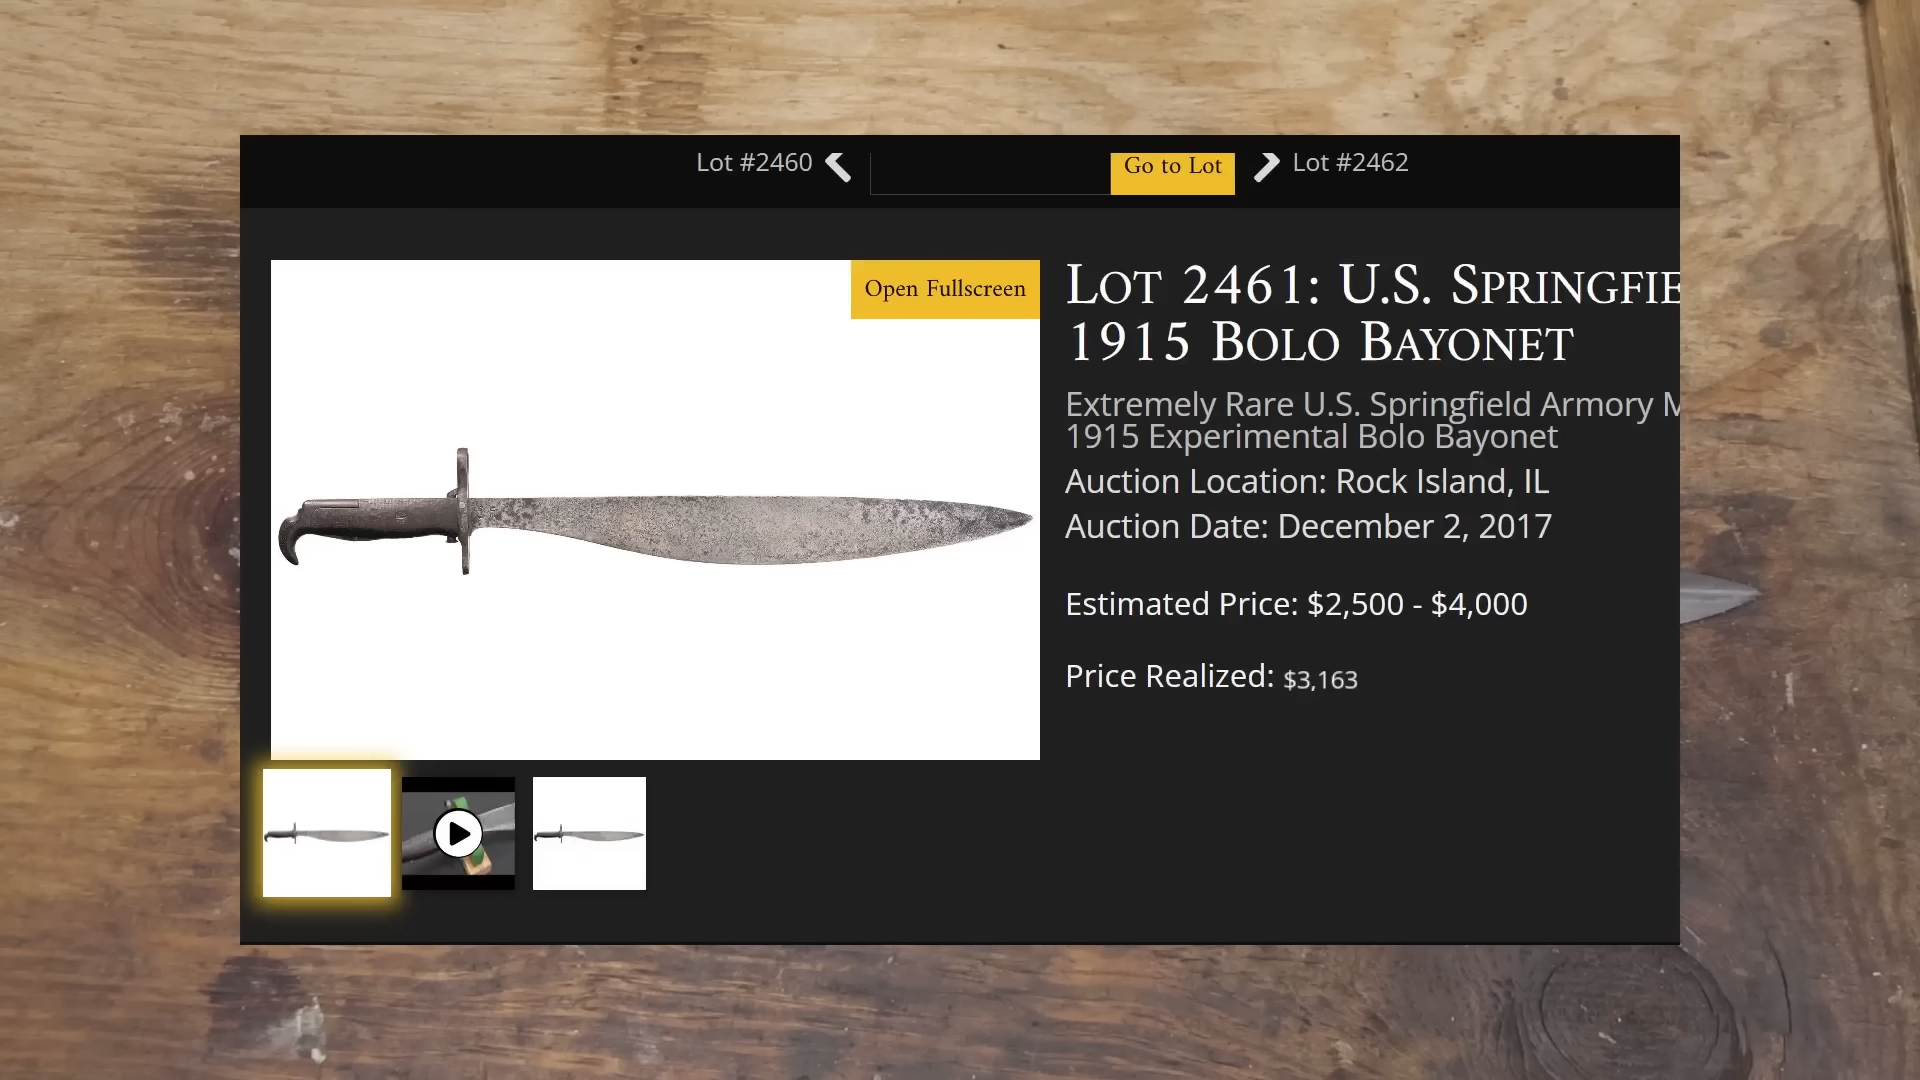 Lot #2460
Go to Lot
Lot #2462
Open Fullscreen
LOT 2461: U.S. SPRINGFIE
1915 BOLO BAYONET
Extremely Rare U.S. Springfield Armory M
1915 Experimental Bolo Bayonet
Auction Location: Rock Island, IL
Auction Date: December 2, 2017
Estimated Price: $2,500 - $4,000
Price Realized: $3,163